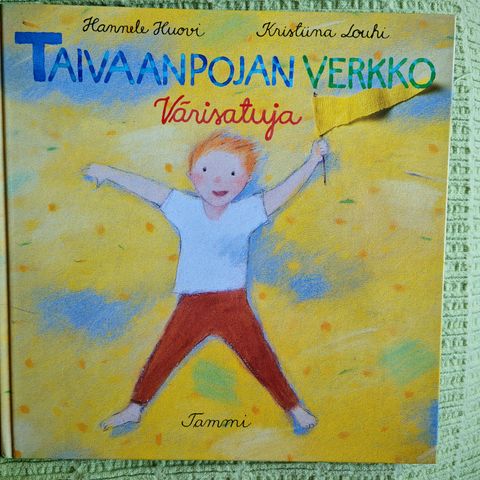 Hannele Huovi Kristiina Louhi
TAIVAANPOJAN VERKKO
Värisatuja
Tammi